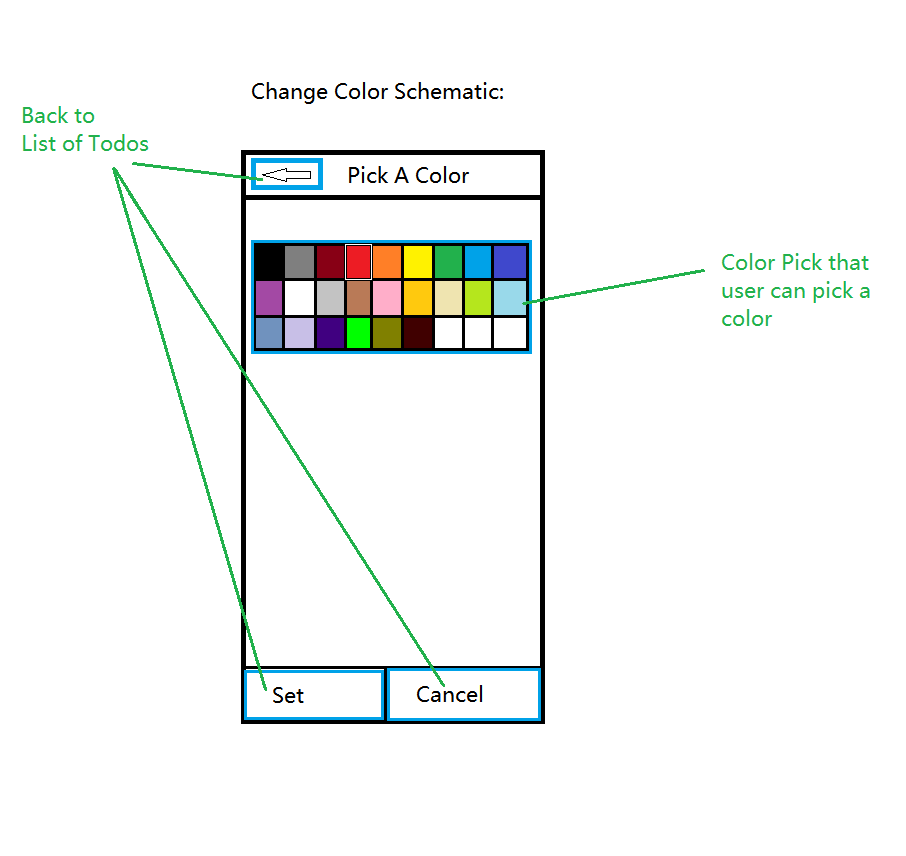 Change Color Schematic:
Back to
List of Todos
Pick A Color
Color Pick that
user can pick a
color
Set
Cancel